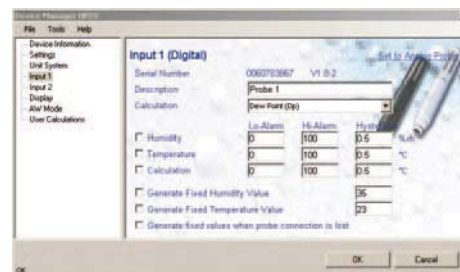 Device Manager HP23
File Tools Help
Device Information
Settings
Unit System
Input 1
Input 2
Display
AW Mode
User Calculations
Input 1 (Digital)
Set to Analog Probe
Serial Number 0060783867 V1.8-2
Description Probe 1
Calculation Dew Point (Dp)
Lo-Alarm Hi-Alarm
Humidity 0 100 0.5 %rh
Temperature 0 100 0.5 °C
Calculation 0 100 0.5 °C
Generate Fixed Humidity Value 35
Generate Fixed Temperature Value 23
Generate fixed values when probe connection is lost
OK Cancel
OK